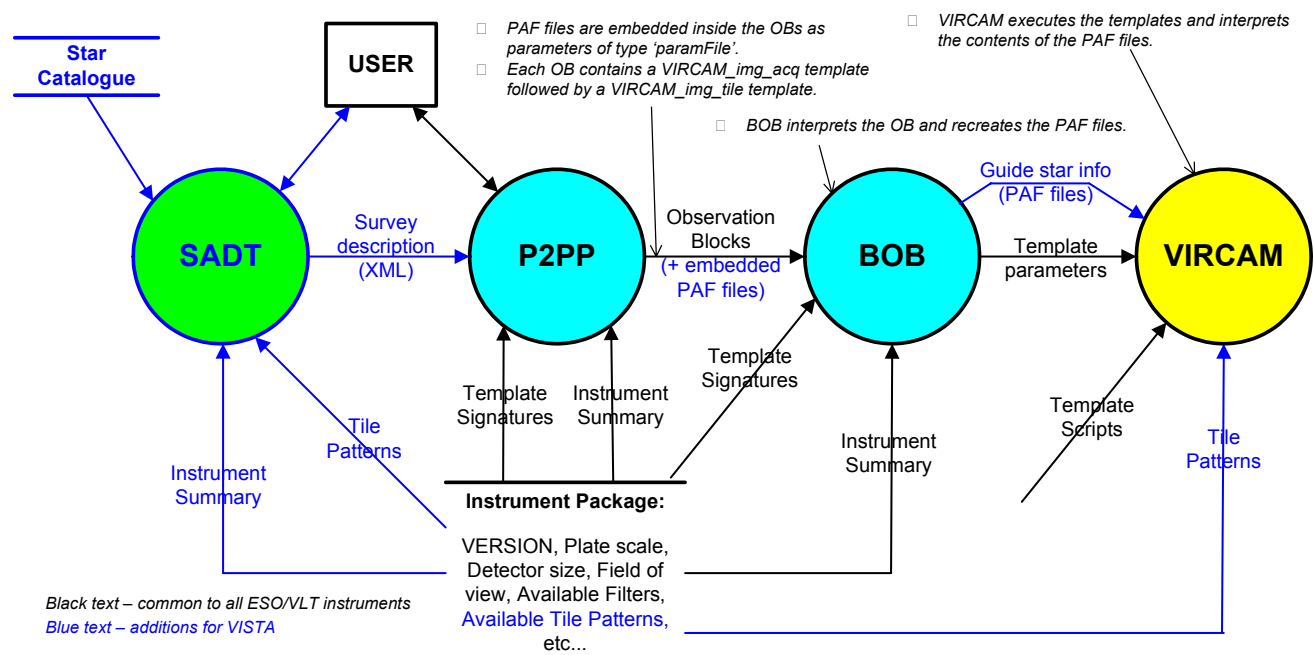 Star
Catalogue
USER
□ PAF files are embedded inside the OBs as
parameters of type ‘paramFile’.
□ Each OB contains a VIRCAM_img_acq template
followed by a VIRCAM_img_tile template.
□ VIRCAM executes the templates and interprets
the contents of the PAF files.
□ BOB interprets the OB and recreates the PAF files.
SADT
Survey
description
(XML)
P2PP
Observation
Blocks
(+ embedded
PAF files)
BOB
Guide star info
(PAF files)
Template
parameters
VIRCAM
Instrument
Summary
Tile
Patterns
Template
Signatures
Instrument
Summary
Template
Signatures
Instrument
Summary
Template
Scripts
Tile
Patterns
Instrument Package:
VERSION, Plate scale,
Detector size, Field of
view, Available Filters,
Available Tile Patterns,
etc...
Black text – common to all ESO/VLT instruments
Blue text – additions for VISTA